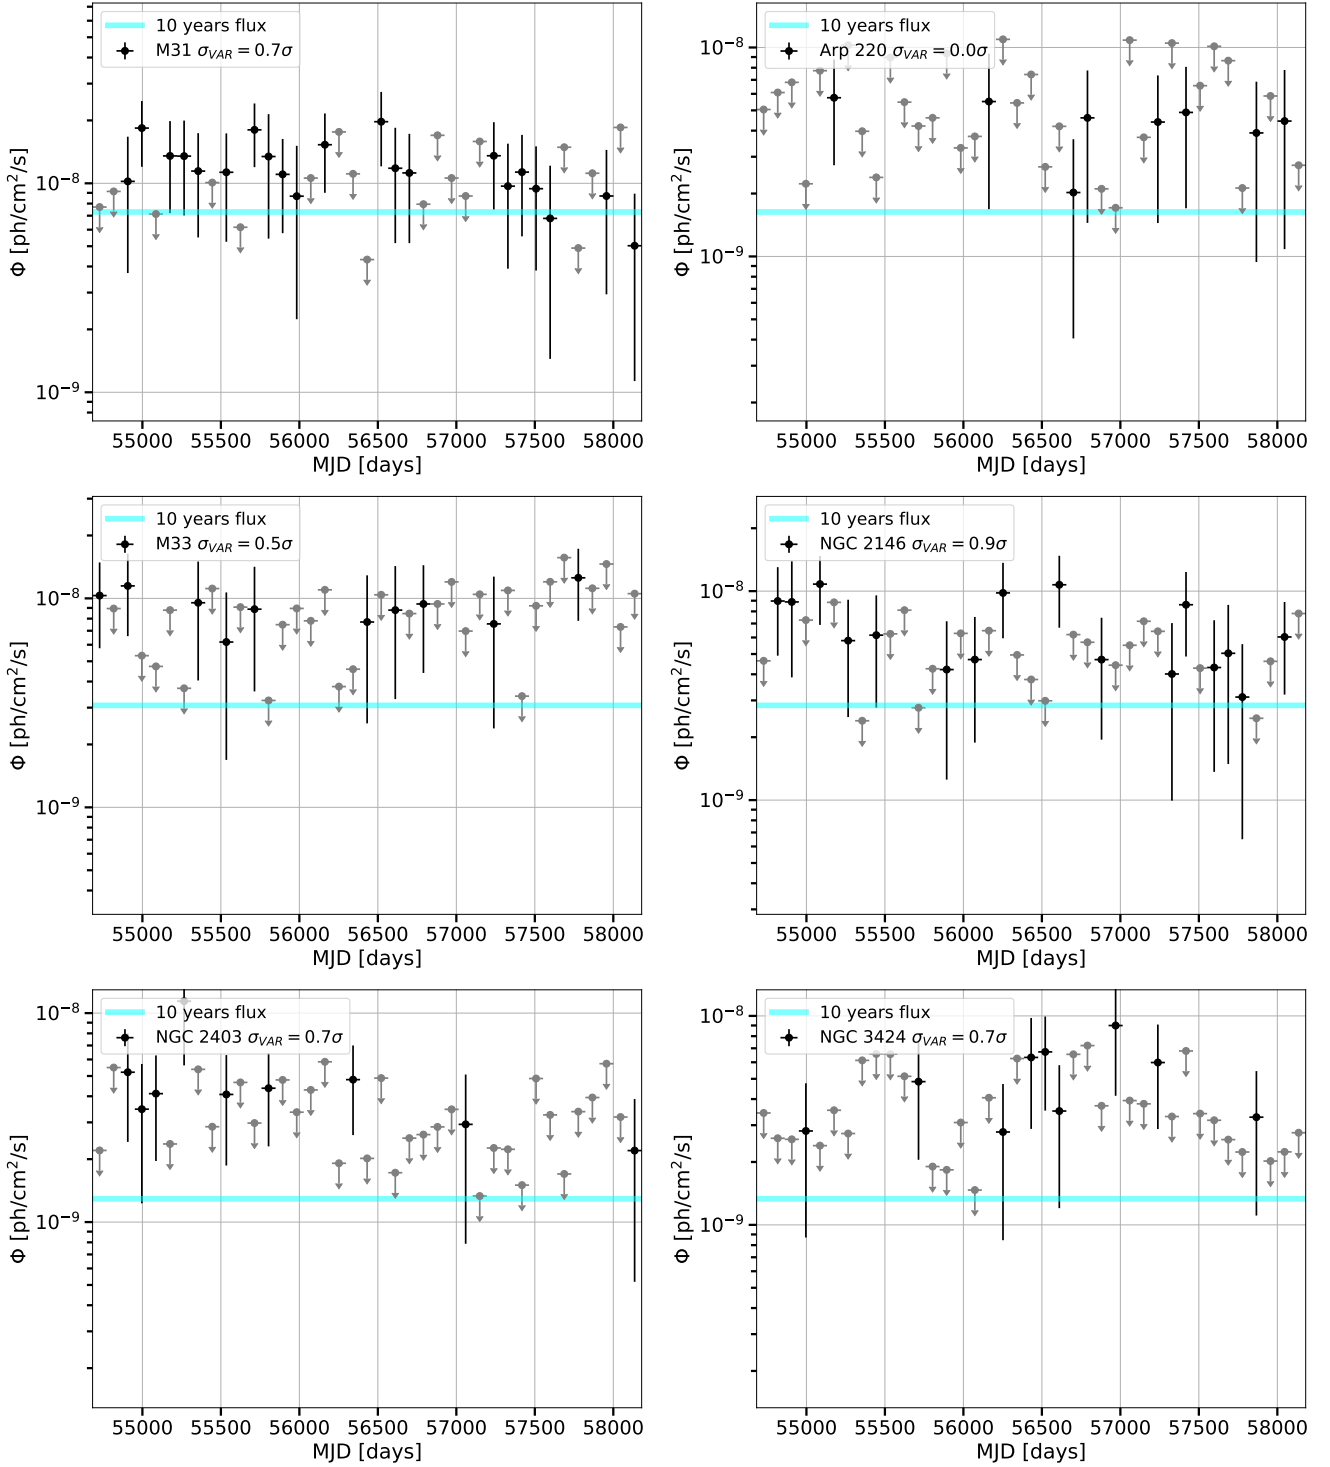 10 years flux
M31 σ_VAR = 0.7σ
Φ [ph/cm²/s]
10⁻⁸
10⁻⁹
55000 55500 56000 56500 57000 57500 58000
MJD [days]
10 years flux
Arp 220 σ_VAR = 0.0σ
Φ [ph/cm²/s]
10⁻⁸
10⁻⁹
55000 55500 56000 56500 57000 57500 58000
MJD [days]
10 years flux
M33 σ_VAR = 0.5σ
Φ [ph/cm²/s]
10⁻⁸
10⁻⁹
55000 55500 56000 56500 57000 57500 58000
MJD [days]
10 years flux
NGC 2146 σ_VAR = 0.9σ
Φ [ph/cm²/s]
10⁻⁸
10⁻⁹
55000 55500 56000 56500 57000 57500 58000
MJD [days]
10 years flux
NGC 2403 σ_VAR = 0.7σ
Φ [ph/cm²/s]
10⁻⁸
10⁻⁹
55000 55500 56000 56500 57000 57500 58000
MJD [days]
10 years flux
NGC 3424 σ_VAR = 0.7σ
Φ [ph/cm²/s]
10⁻⁸
10⁻⁹
55000 55500 56000 56500 57000 57500 58000
MJD [days]